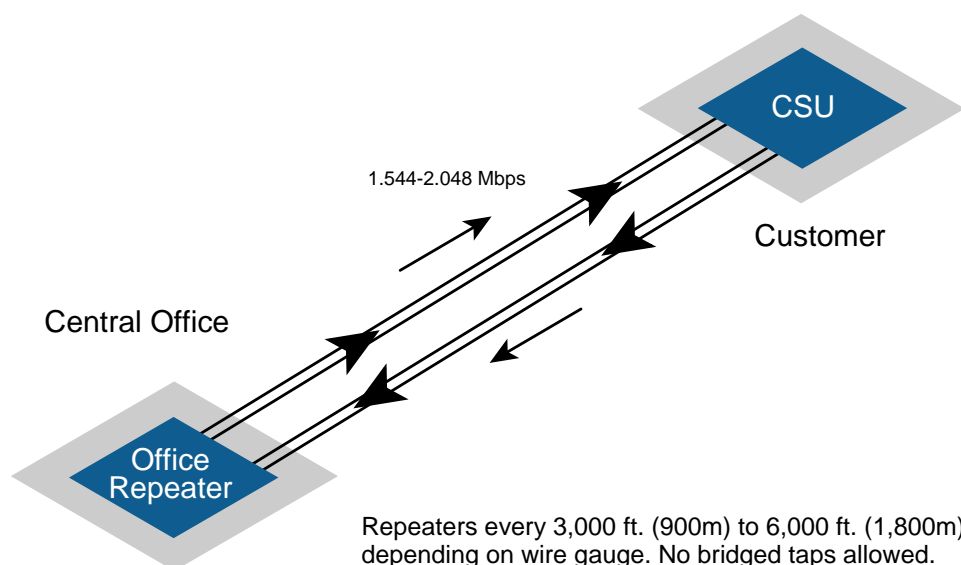 CSU
1.544-2.048 Mbps
Customer
Central Office
Office
Repeater
Repeaters every 3,000 ft. (900m) to 6,000 ft. (1,800m)
depending on wire gauge. No bridged taps allowed.